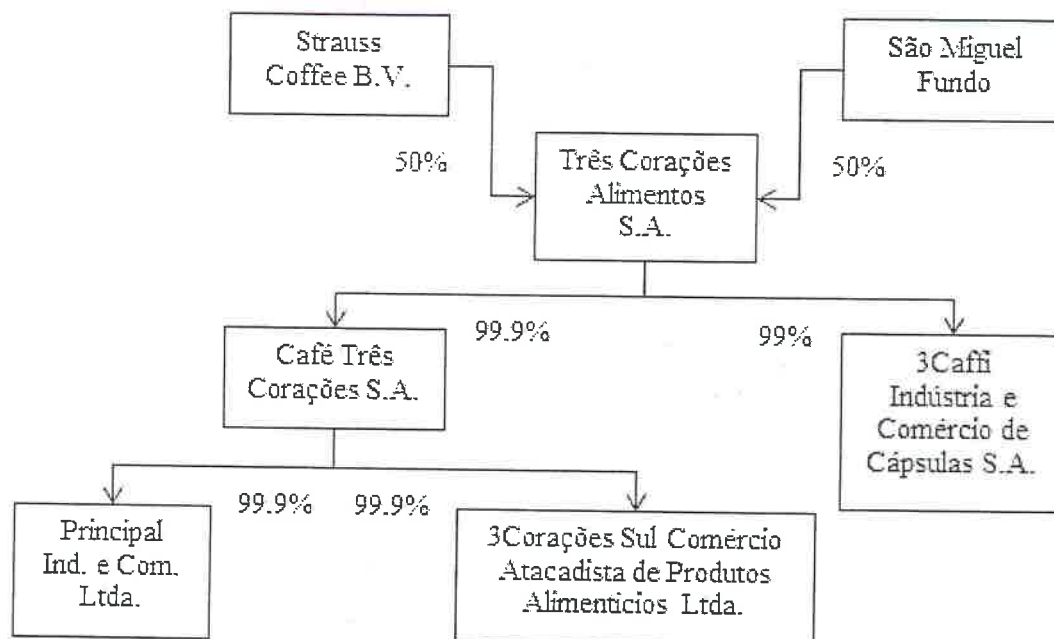 Strauss
Coffee B.V.
São Miguel
Fundo
50%
Três Corações
Alimentos
S.A.
50%
99.9%
99%
Café Três
Corações S.A.
3Caffi
Indústria e
Comércio de
Cápsulas S.A.
99.9%
99.9%
Principal
Ind. e Com.
Ltda.
3Corações Sul Comércio
Atacadista de Produtos
Alimentícios Ltda.